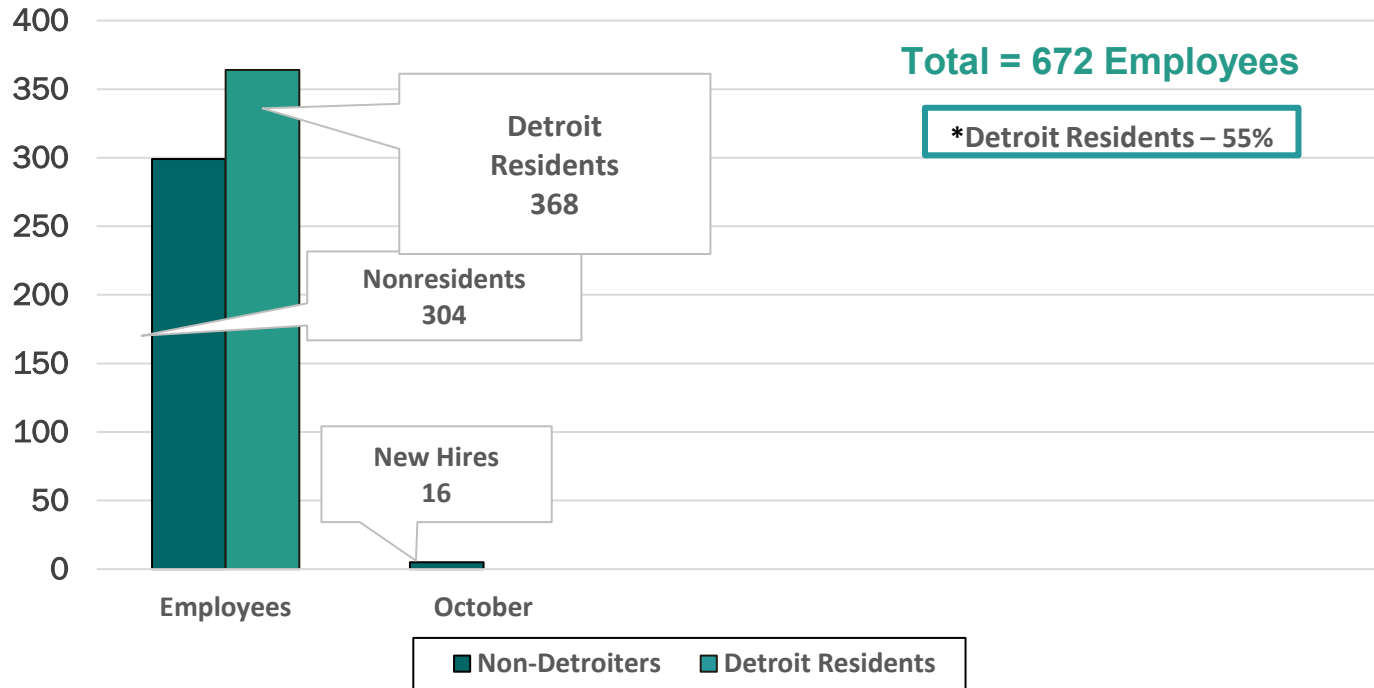 400
350
300
250
200
150
100
50
0
Total = 672 Employees
*Detroit Residents – 55%
Detroit
Residents
368
Nonresidents
304
New Hires
16
Employees
October
Non-Detroiters
Detroit Residents